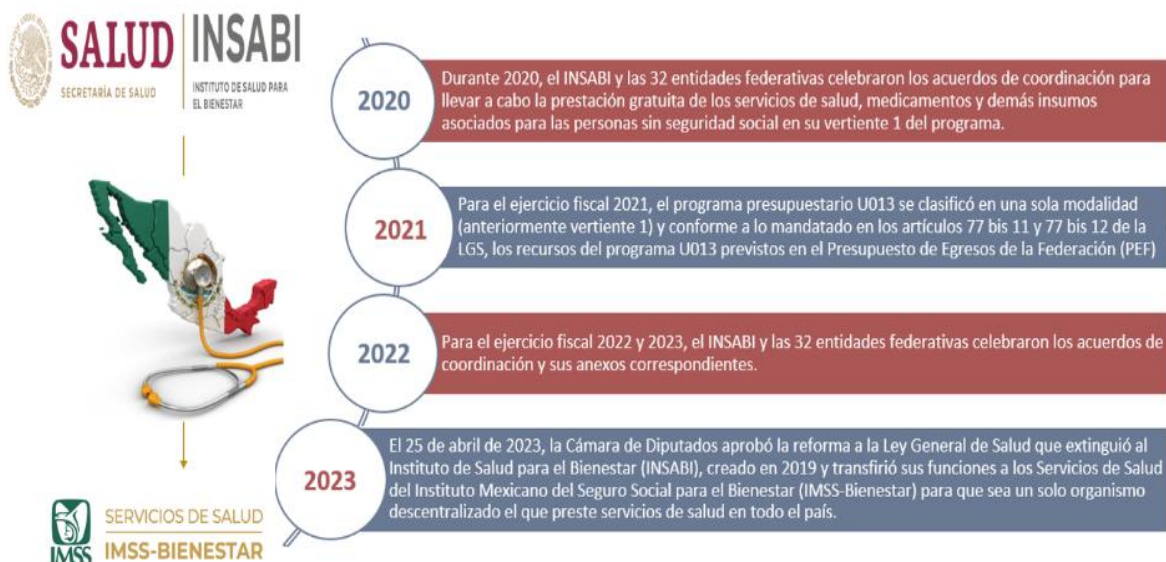 SALUD
SECRETARÍA DE SALUD
INSABI
INSTITUTO DE SALUD PARA
EL BIENESTAR
2020
Durante 2020, el INSABI y las 32 entidades federativas celebraron los acuerdos de coordinación para
llevar a cabo la prestación gratuita de los servicios de salud, medicamentos y demás insumos
asociados para las personas sin seguridad social en su vertiente 1 del programa.
2021
Para el ejercicio fiscal 2021, el programa presupuestario U013 se clasificó en una sola modalidad
(anteriormente vertiente 1) y conforme a lo mandatado en los artículos 77 bis 11 y 77 bis 12 de la
LGS, los recursos del programa U013 previstos en el Presupuesto de Egresos de la Federación (PEF)
2022
Para el ejercicio fiscal 2022 y 2023, el INSABI y las 32 entidades federativas celebraron los acuerdos de
coordinación y sus anexos correspondientes.
2023
El 25 de abril de 2023, la Cámara de Diputados aprobó la reforma a la Ley General de Salud que extinguió al
Instituto de Salud para el Bienestar (INSABI), creado en 2019 y transfirió sus funciones a los Servicios de Salud
del Instituto Mexicano del Seguro Social para el Bienestar (IMSS-Bienestar) para que sea un solo organismo
descentralizado el que preste servicios de salud en todo el país.
IMSS
SERVICIOS DE SALUD
IMSS-BIENESTAR